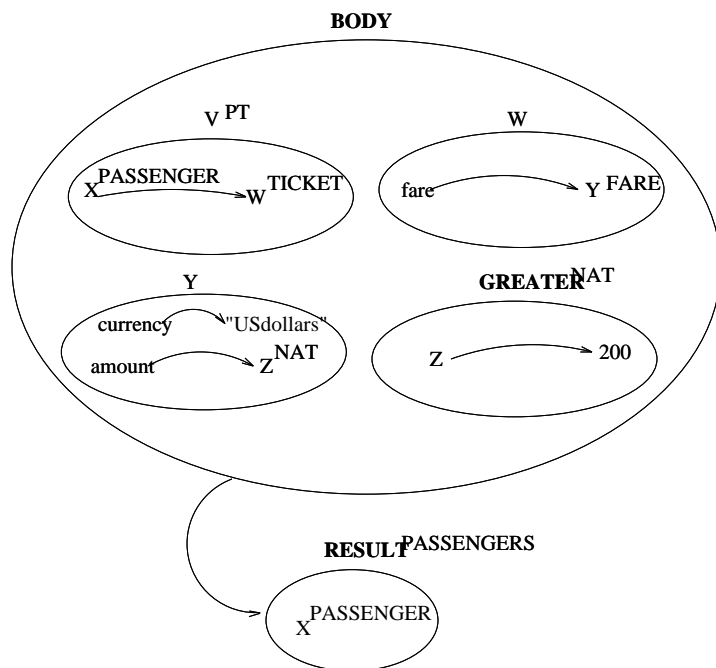 BODY
V PT
W
X PASSENGER W TICKET
fare Y FARE
Y
GREATER NAT
currency "USdollars"
amount Z NAT
Z 200
RESULT PASSENGERS
X PASSENGER